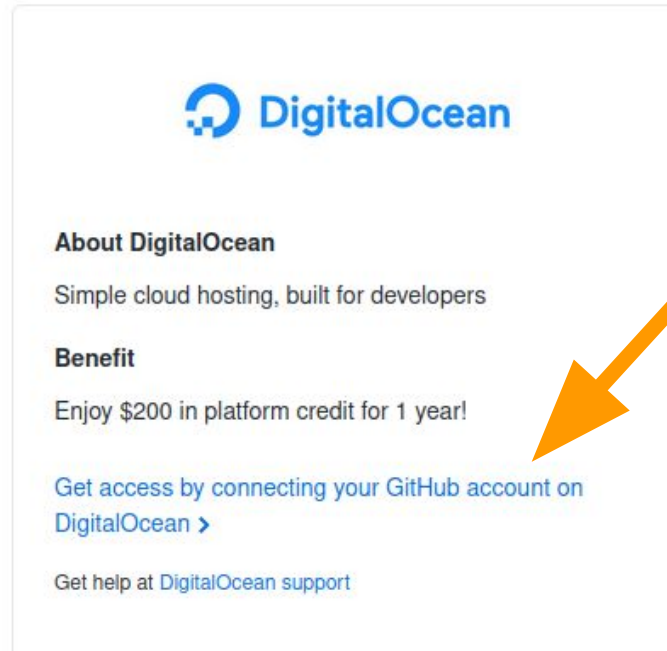 DigitalOcean
About DigitalOcean
Simple cloud hosting, built for developers
Benefit
Enjoy $200 in platform credit for 1 year!
Get access by connecting your GitHub account on
DigitalOcean >
Get help at DigitalOcean support